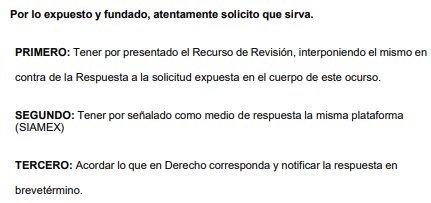 Por lo expuesto y fundado, atentamente solicito que sirva.
PRIMERO: Tener por presentado el Recurso de Revisión, interponiendo el mismo en
contra de la Respuesta a la solicitud expuesta en el cuerpo de este ocurso.
SEGUNDO: Tener por señalado como medio de respuesta la misma plataforma
(SIAMEX)
TERCERO: Acordar lo que en Derecho corresponda y notificar la respuesta en
brevetérmino.